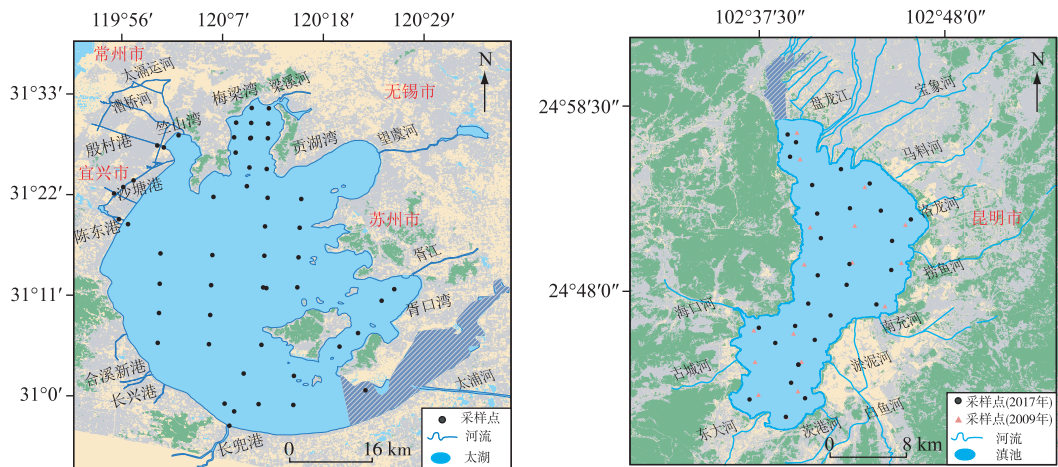 119°56′ 120°7′ 120°18′ 120°29′
31°33′
31°22′
31°11′
31°0′
常州市
太滆运河
漕桥河
殷村港
竺山湾
梅梁湾
梁溪河
无锡市
贡湖湾
望虞河
宜兴市
沙塘港
陈东港
苏州市
胥江
胥口湾
合溪新港
长兴港
长兜港
太浦河
N
0 16 km
采样点
河流
太湖
102°37′30″ 102°48′0″
24°58′30″
24°48′0″
盘龙江
宝象河
马料河
洛龙河
昆明市
捞鱼河
海口河
南充河
淤泥河
古城河
白鱼河
东大河
茨港河
N
0 8 km
采样点(2017年)
采样点(2009年)
河流
滇池